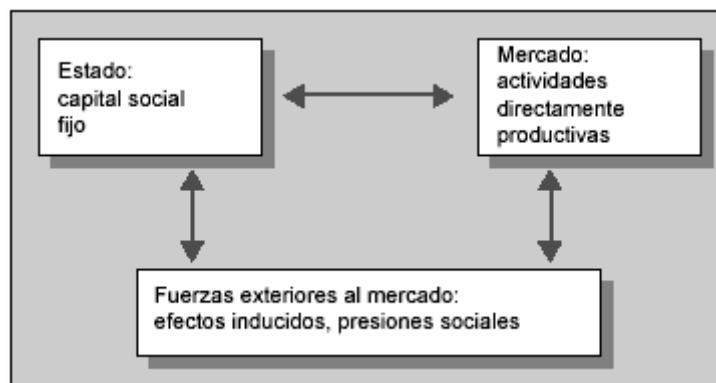 Estado:
capital social
fijo
Mercado:
actividades
directamente
productivas
Fuerzas exteriores al mercado:
efectos inducidos, presiones sociales